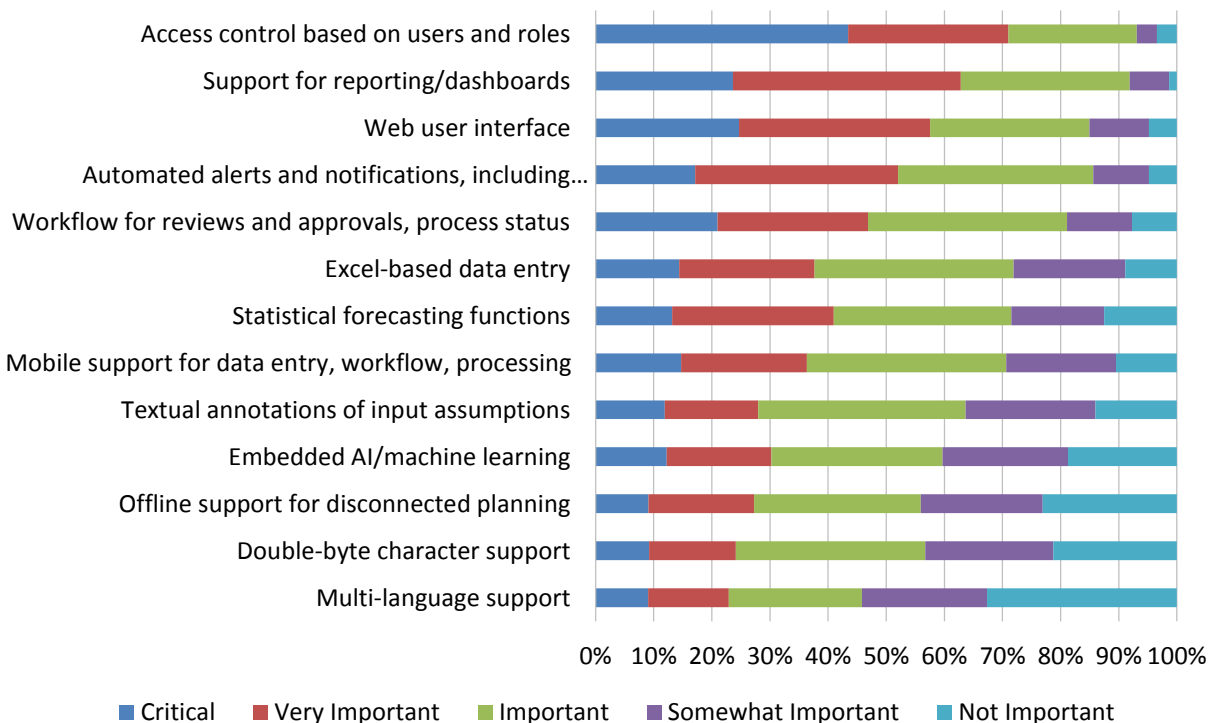 Access control based on users and roles
Support for reporting/dashboards
Web user interface
Automated alerts and notifications, including...
Workflow for reviews and approvals, process status
Excel-based data entry
Statistical forecasting functions
Mobile support for data entry, workflow, processing
Textual annotations of input assumptions
Embedded AI/machine learning
Offline support for disconnected planning
Double-byte character support
Multi-language support
0% 10% 20% 30% 40% 50% 60% 70% 80% 90% 100%
Critical Very Important Important Somewhat Important Not Important